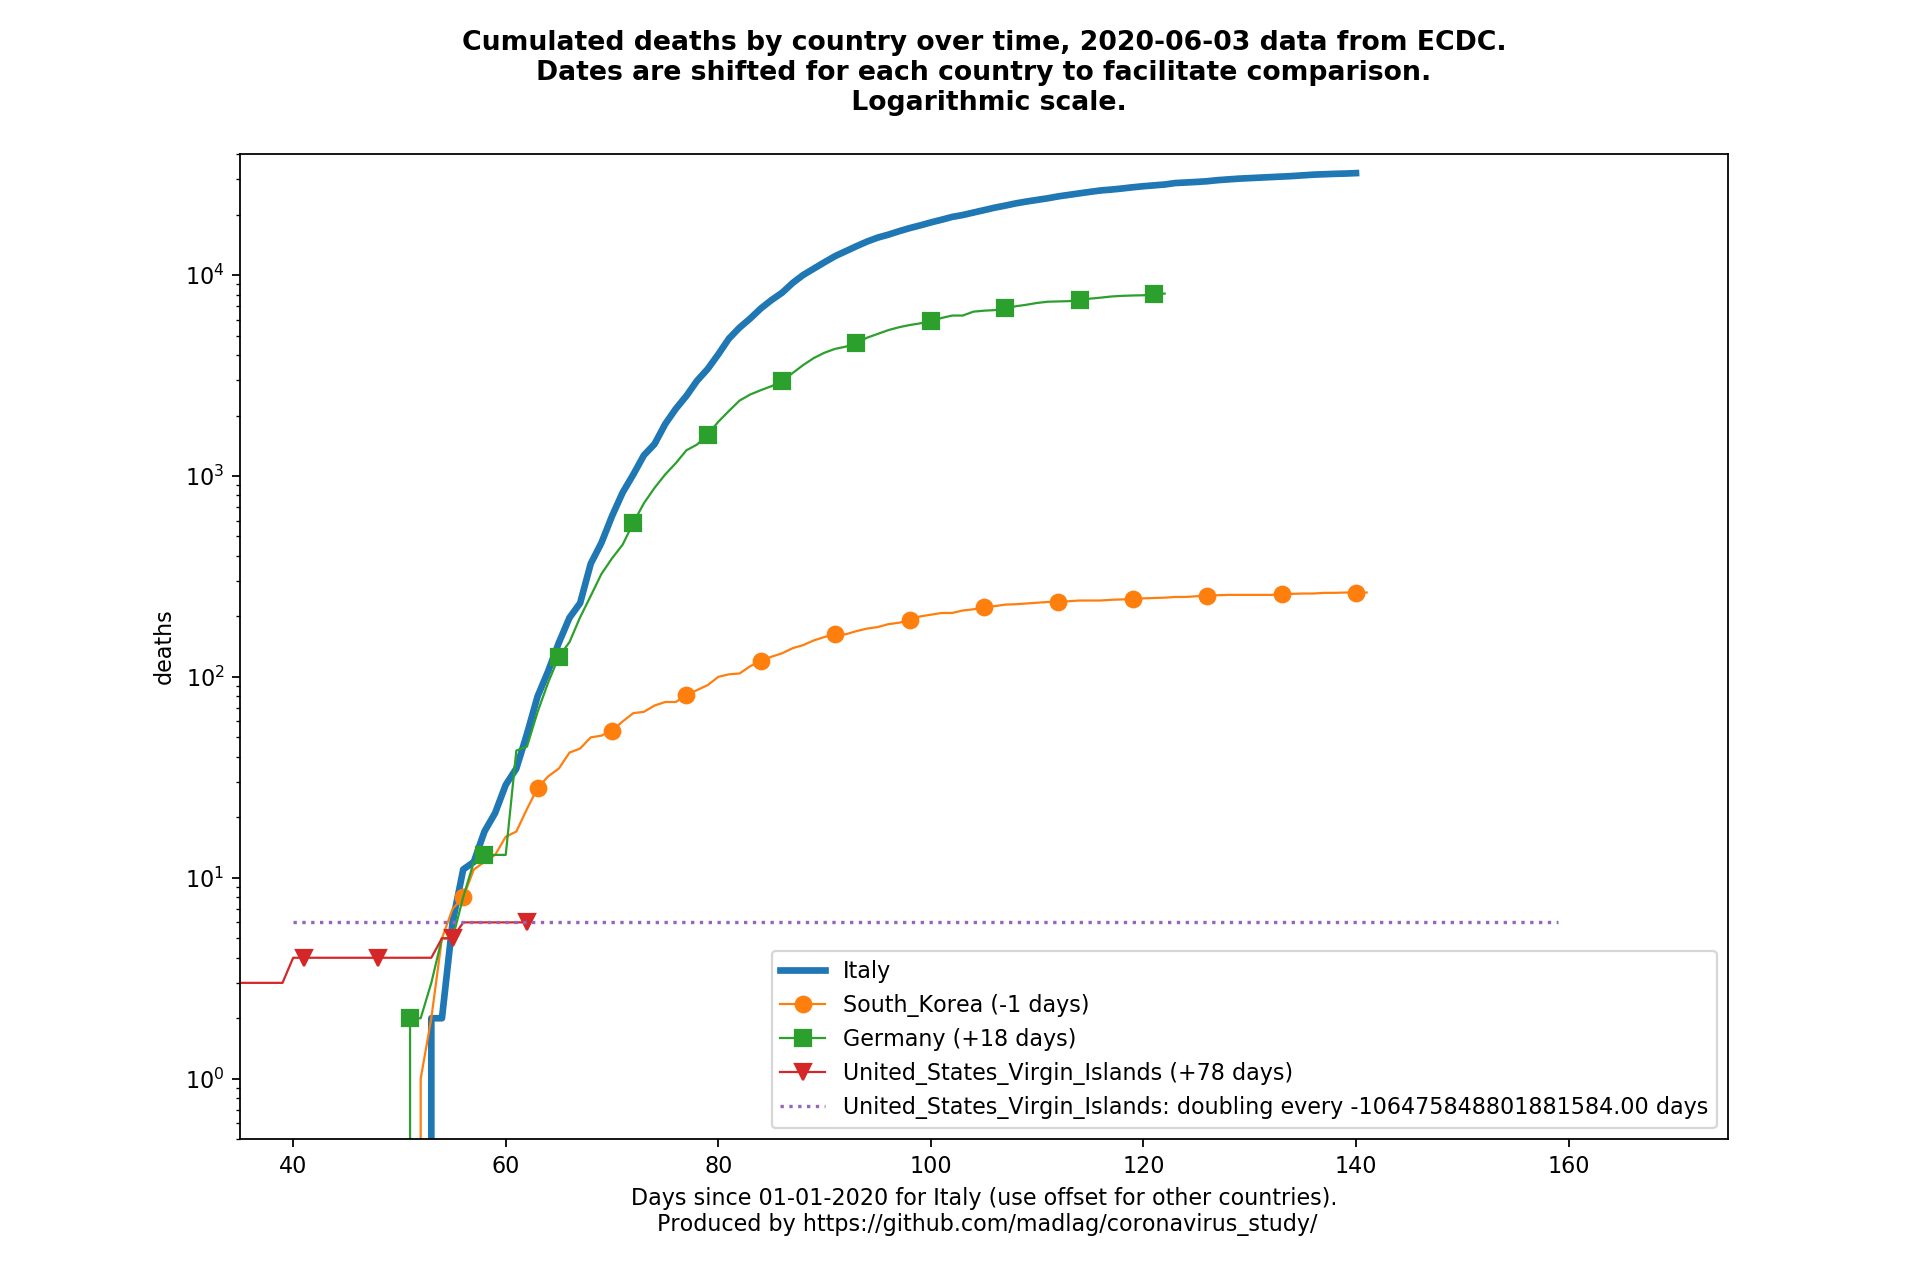 Cumulated deaths by country over time, 2020-06-03 data from ECDC.
Dates are shifted for each country to facilitate comparison.
Logarithmic scale.
deaths
10⁴
10³
10²
10¹
10⁰
Italy
South_Korea (-1 days)
Germany (+18 days)
United_States_Virgin_Islands (+78 days)
United_States_Virgin_Islands: doubling every -106475848801881584.00 days
40 60 80 100 120 140 160
Days since 01-01-2020 for Italy (use offset for other countries).
Produced by https://github.com/madlag/coronavirus_study/